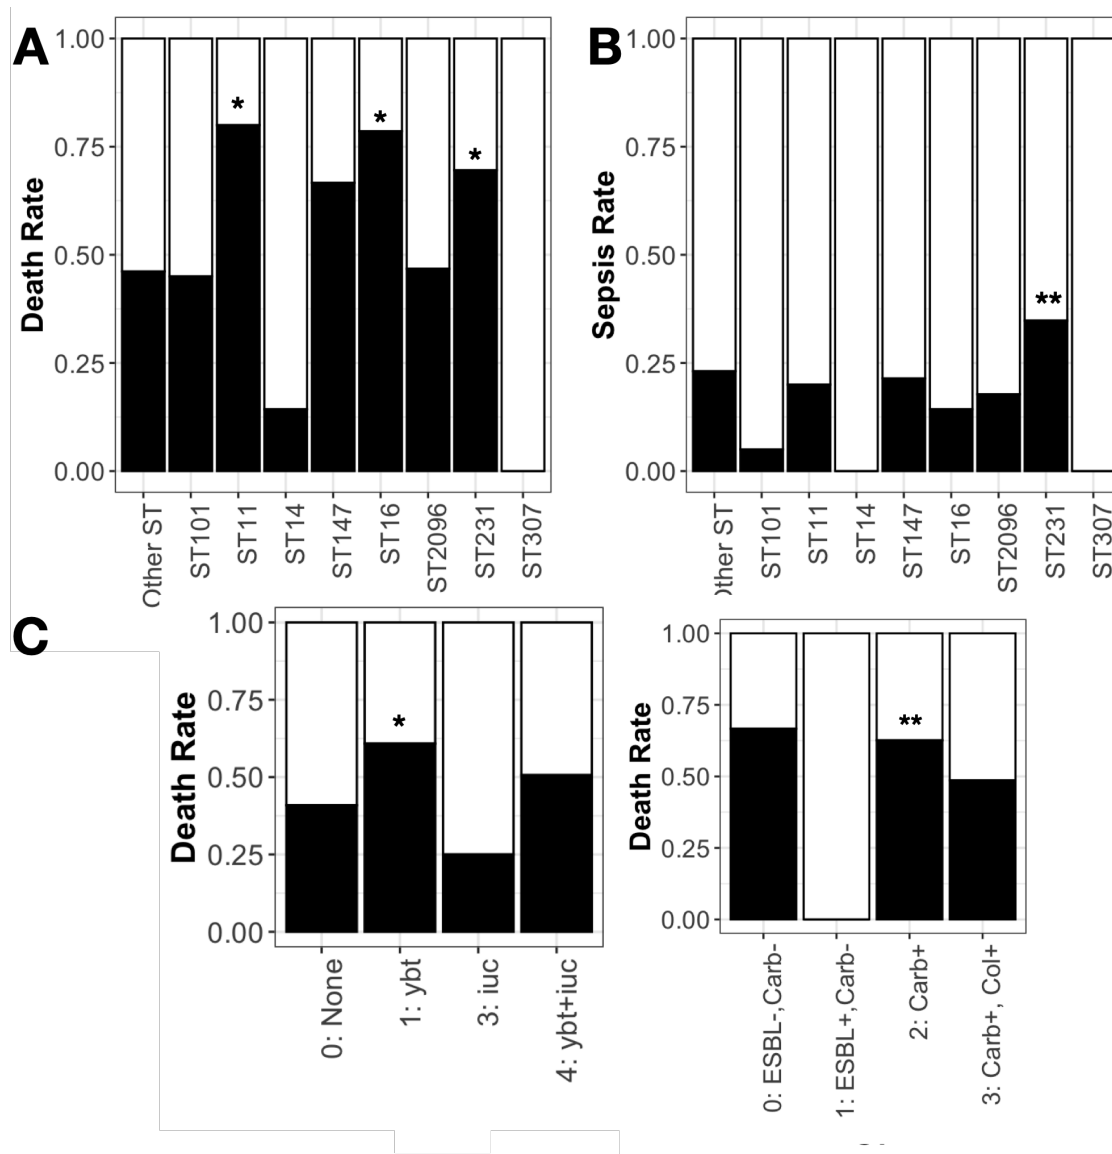 A
B
Death Rate
1.00
0.75
0.50
0.25
0.00
*
*
*
Other ST
ST101
ST11
ST14
ST147
ST16
ST2096
ST231
ST307
Sepsis Rate
1.00
0.75
0.50
0.25
0.00
**
ther ST
ST101
ST11
ST14
ST147
ST16
ST2096
ST231
ST307
C
Death Rate
1.00
0.75
0.50
0.25
0.00
*
0: None
1: ybt
3: iuc
4: ybt+iuc
Death Rate
1.00
0.75
0.50
0.25
0.00
**
0: ESBL-,Carb-
1: ESBL+,Carb-
2: Carb+
3: Carb+, Col+